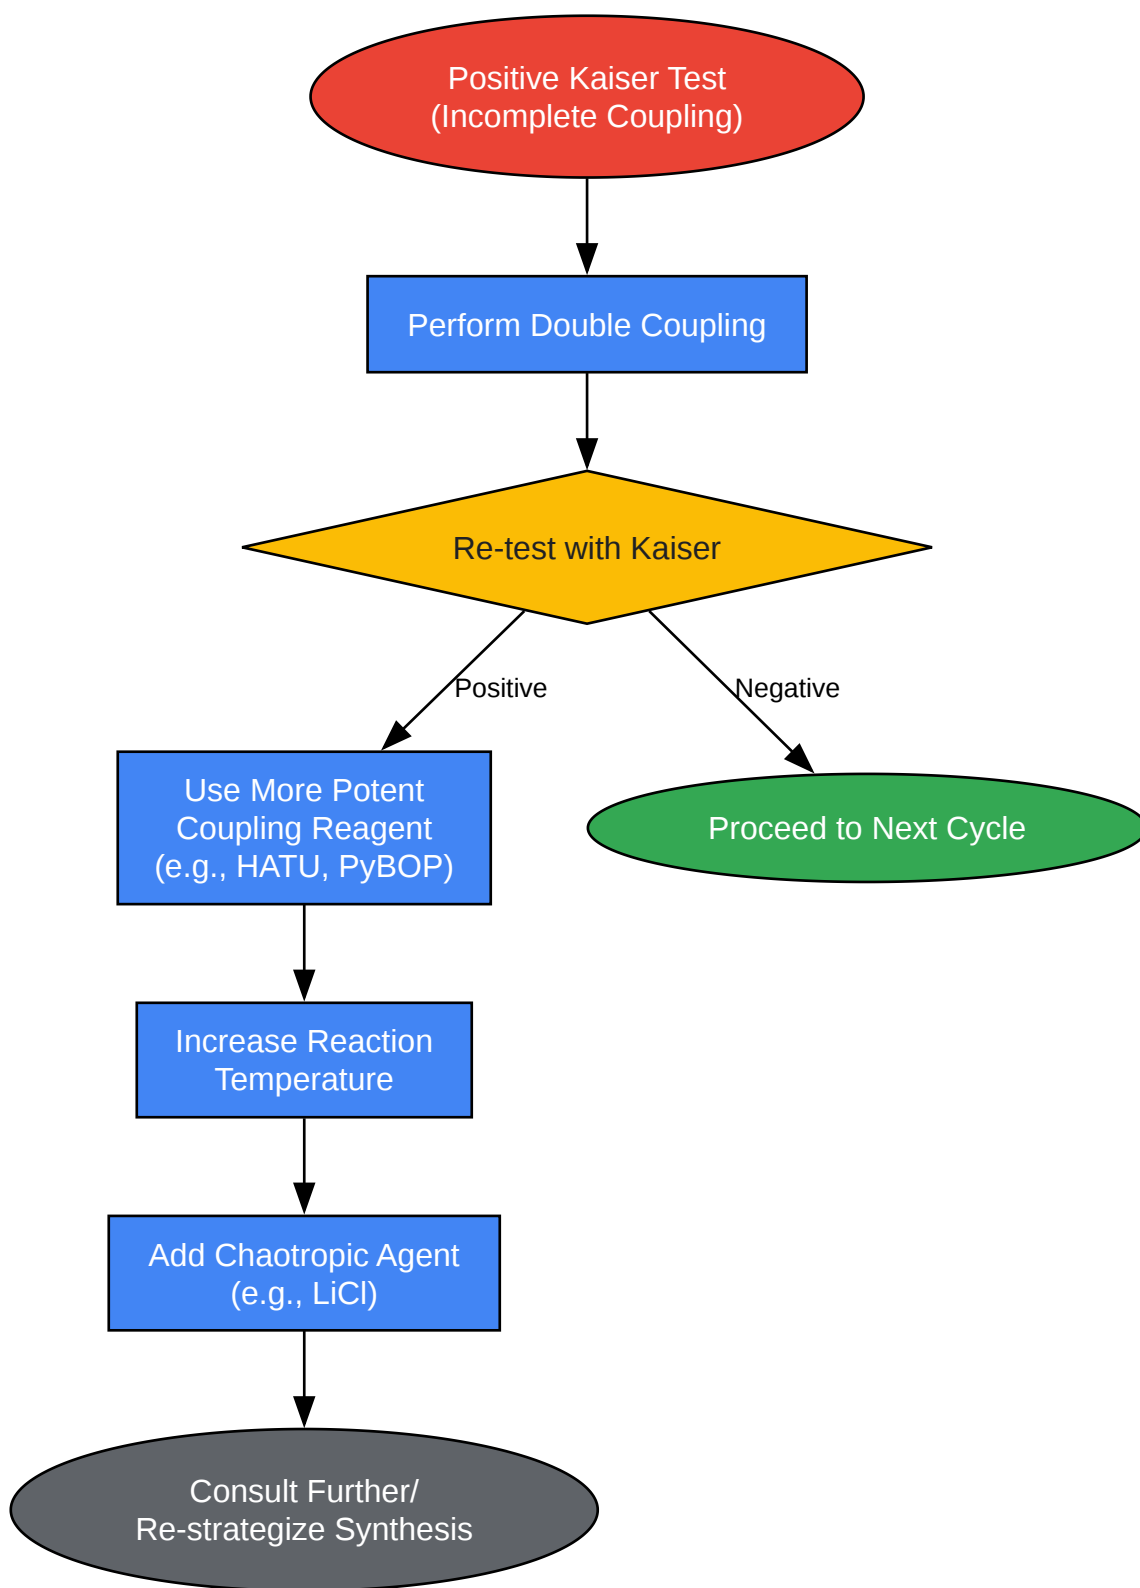 Positive Kaiser Test
(Incomplete Coupling)
Perform Double Coupling
Re-test with Kaiser
Positive
Negative
Use More Potent
Coupling Reagent
(e.g., HATU, PyBOP)
Proceed to Next Cycle
Increase Reaction
Temperature
Add Chaotropic Agent
(e.g., LiCl)
Consult Further/
Re-strategize Synthesis